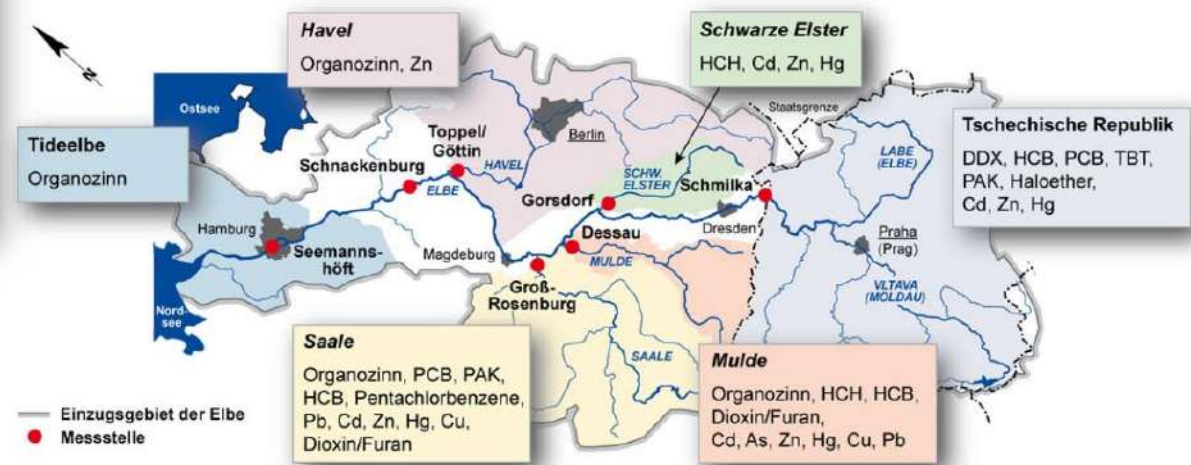 Havel
Organozinn, Zn
Schwarze Elster
HCH, Cd, Zn, Hg
Tschechische Republik
DDX, HCB, PCB, TBT,
PAK, Haloether,
Cd, Zn, Hg
Tideelbe
Organozinn
Saale
Organozinn, PCB, PAK,
HCB, Pentachlorbenzene,
Pb, Cd, Zn, Hg, Cu,
Dioxin/Furan
Mulde
Organozinn, HCH, HCB,
Dioxin/Furan,
Cd, As, Zn, Hg, Cu, Pb
N
Ostsee
Staatsgrenze
Toppel/
Göttin
Berlin
HAVEL
Schnackenburg
ELBE
SCHW.
ELSTER
LABE
(ELBE)
Gorsdorf
Schmilka
Hamburg
Seemanns-
höft
Magdeburg
Dessau
MULDE
Dresden
Praha
(Prag)
Groß-
Rosenburg
VLTAVA
(MOLDAU)
Nord-
see
SAALE
Einzugsgebiet der Elbe
Messstelle